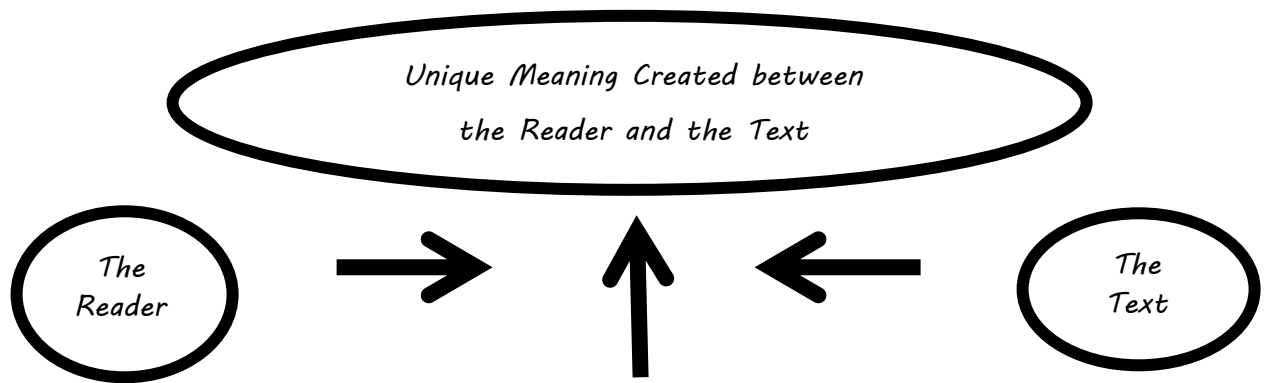 Unique Meaning Created between
the Reader and the Text
The
Reader
The
Text